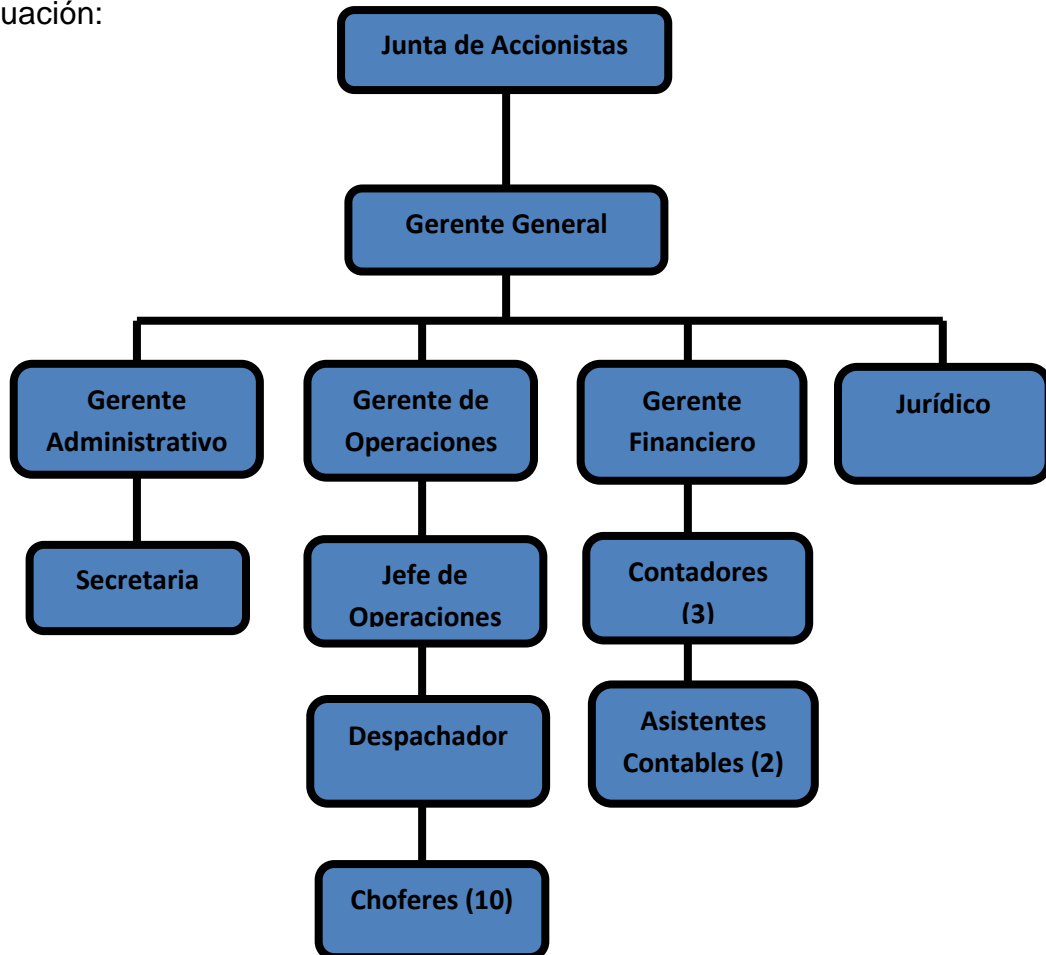 uación:
Junta de Accionistas
Gerente General
Gerente
Administrativo
Gerente de
Operaciones
Gerente
Financiero
Jurídico
Secretaria
Jefe de
Operaciones
Contadores
(3)
Despachador
Asistentes
Contables (2)
Choferes (10)